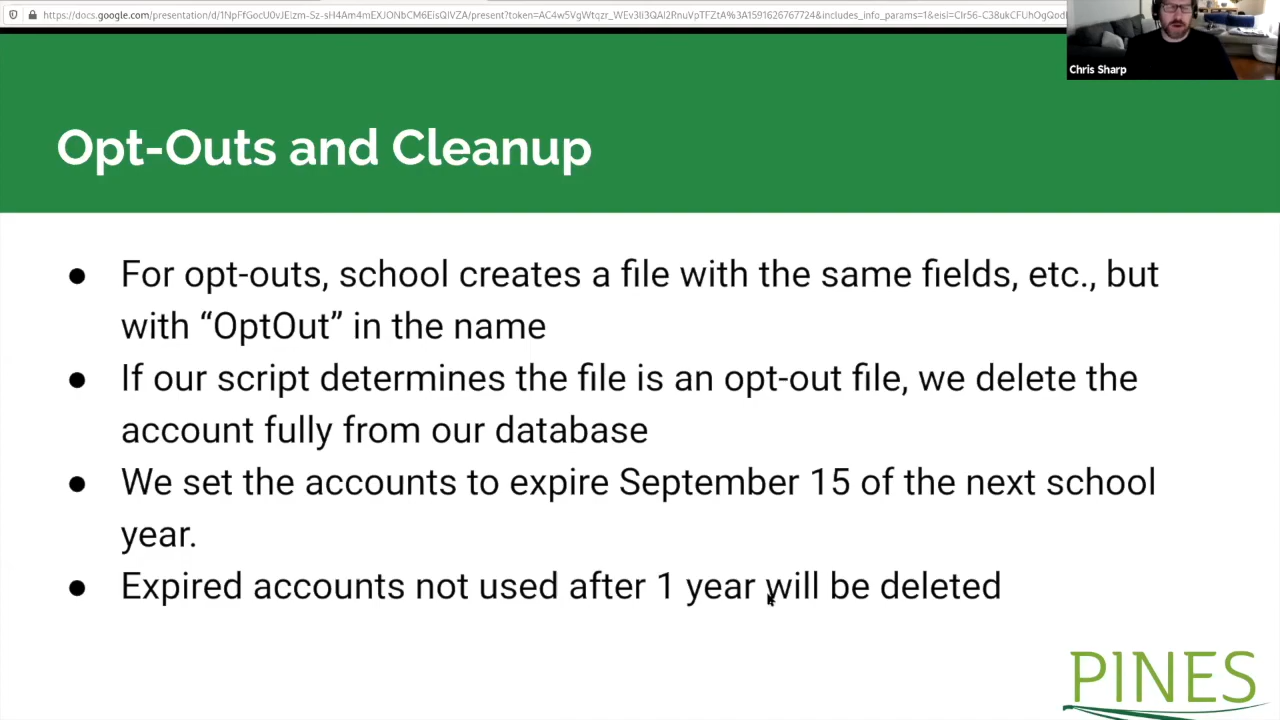 https://docs.google.com/presentation/d/1NpFfGocU0vJEizm-Sz-sH4Am4mEXJONbCM6EisQIVZA/present?token=AC4w5VgWtqzr_WEv3li3QAl2RnuVpTTZtA%3A1591626767724&includes_info_params=1&eisi=CIr56-C38ukCFUhOgQodl
Chris Sharp
Opt-Outs and Cleanup
● For opt-outs, school creates a file with the same fields, etc., but
with “OptOut” in the name
● If our script determines the file is an opt-out file, we delete the
account fully from our database
● We set the accounts to expire September 15 of the next school
year.
● Expired accounts not used after 1 year will be deleted
PINES